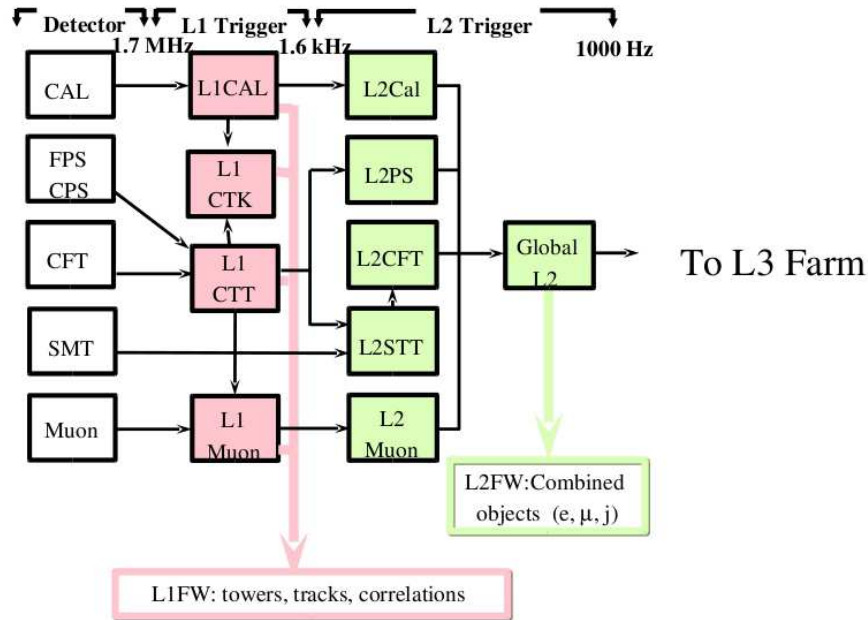 Detector L1 Trigger L2 Trigger
1.7 MHz 1.6 kHz 1000 Hz
CAL
L1CAL
L2Cal
FPS
CPS
L1
CTK
L2PS
CFT
L1
CTT
L2CFT
Global
L2
To L3 Farm
SMT
L2STT
Muon
L1
Muon
L2
Muon
L2FW:Combined
objects (e, μ, j)
L1FW: towers, tracks, correlations